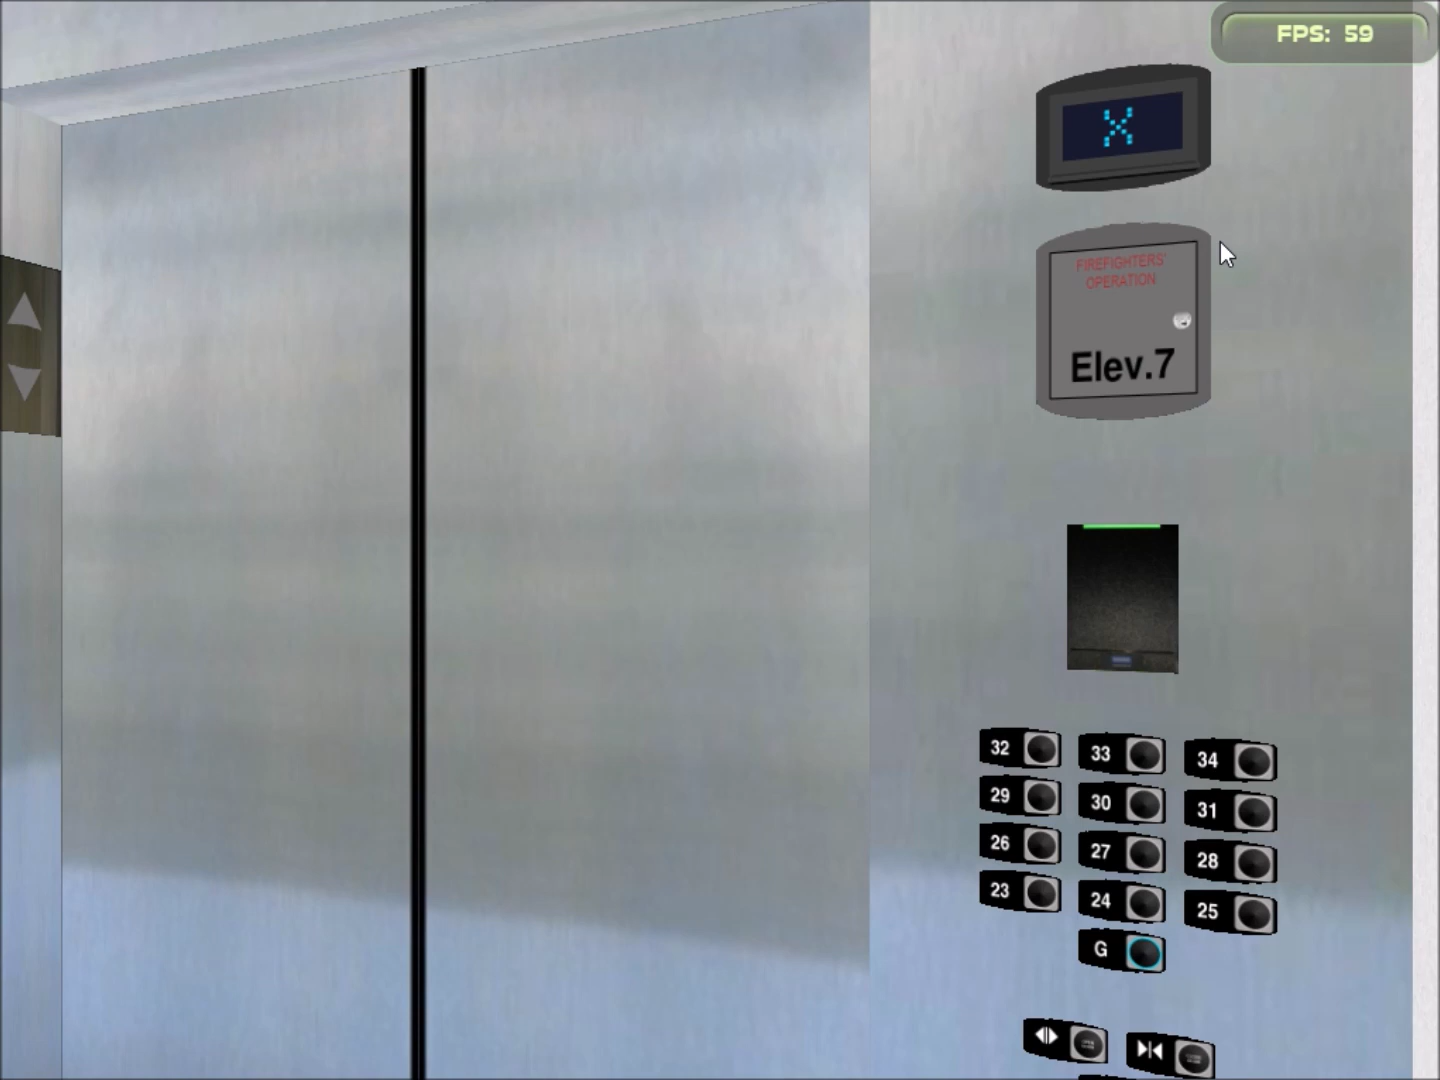 FPS: 59
X
FIREFIGHTERS'
OPERATION
Elev.7
32 33 34
29 30 31
26 27 28
23 24 25
G